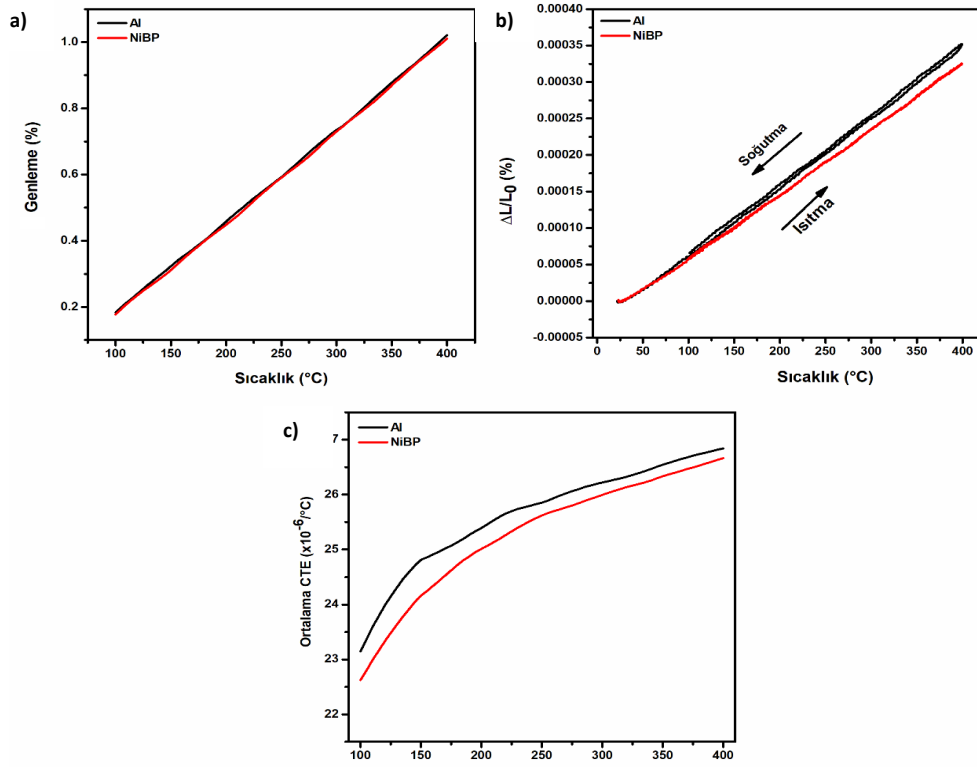 a)
Al
NiBP
1.0
0.8
0.6
0.4
0.2
Genleme (%)
100 150 200 250 300 350 400
Sıcaklık (°C)
b)
Al
NiBP
0.00040
0.00035
0.00030
0.00025
0.00020
0.00015
0.00010
0.00005
0.00000
-0.00005
ΔL/L0 (%)
Soğutma
Isıtma
0 50 100 150 200 250 300 350 400
Sıcaklık (°C)
c)
Al
NiBP
7
26
25
24
23
22
Ortalama CTE (x10-6/°C)
100 150 200 250 300 350 400